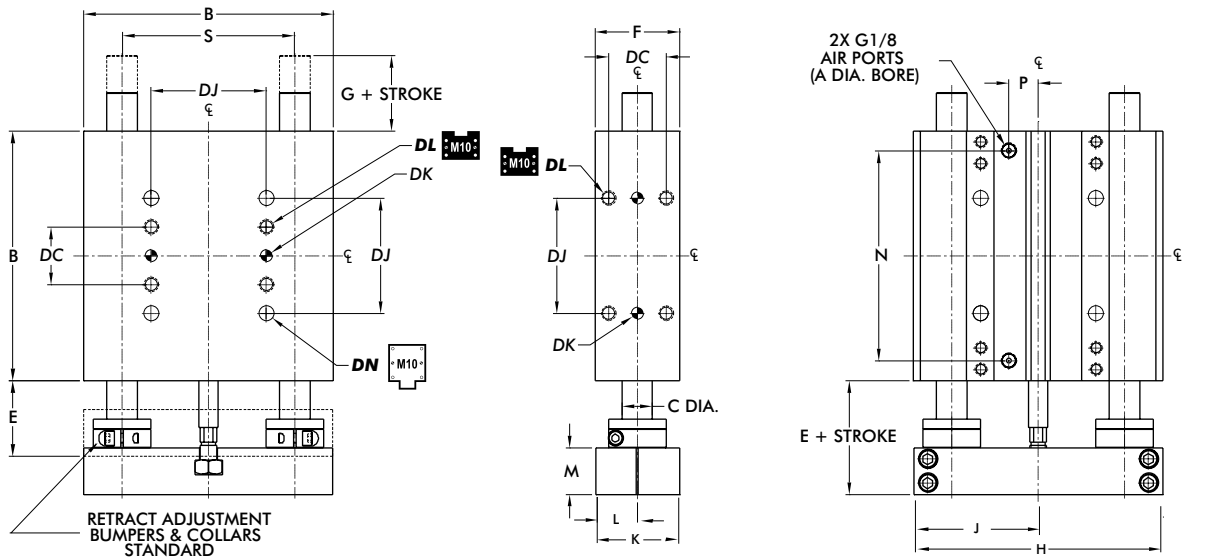 B
S
DJ
℄
G + STROKE
DL M10
DK
B
DC
DJ
℄
DN M10
E
RETRACT ADJUSTMENT
BUMPERS & COLLARS
STANDARD
F
DC
℄
M10 DL
DJ
℄
DK
C DIA.
M
L
K
2X G1/8
AIR PORTS
(A DIA. BORE)
℄
P
N
℄
E + STROKE
J
H